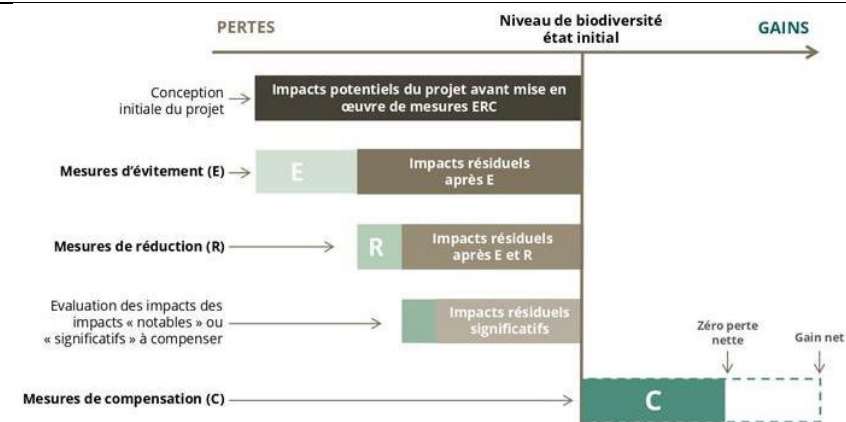 PERTES
Niveau de biodiversité
état initial
GAINS
Conception
initiale du projet
Impacts potentiels du projet avant mise en
œuvre de mesures ERC
Mesures d’évitement (E)
E
Impacts résiduels
après E
Mesures de réduction (R)
R
Impacts résiduels
après E et R
Evaluation des impacts des
impacts « notables » ou
« significatifs » à compenser
Impacts résiduels
significatifs
Zéro perte
nette
Gain net
Mesures de compensation (C)
C